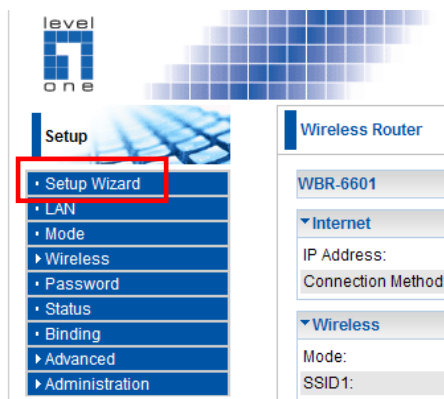 level
one
Setup
• Setup Wizard
• LAN
• Mode
▸ Wireless
• Password
• Status
• Binding
▸ Advanced
▸ Administration
Wireless Router
WBR-6601
▾ Internet
IP Address:
Connection Method
▾ Wireless
Mode:
SSID1: